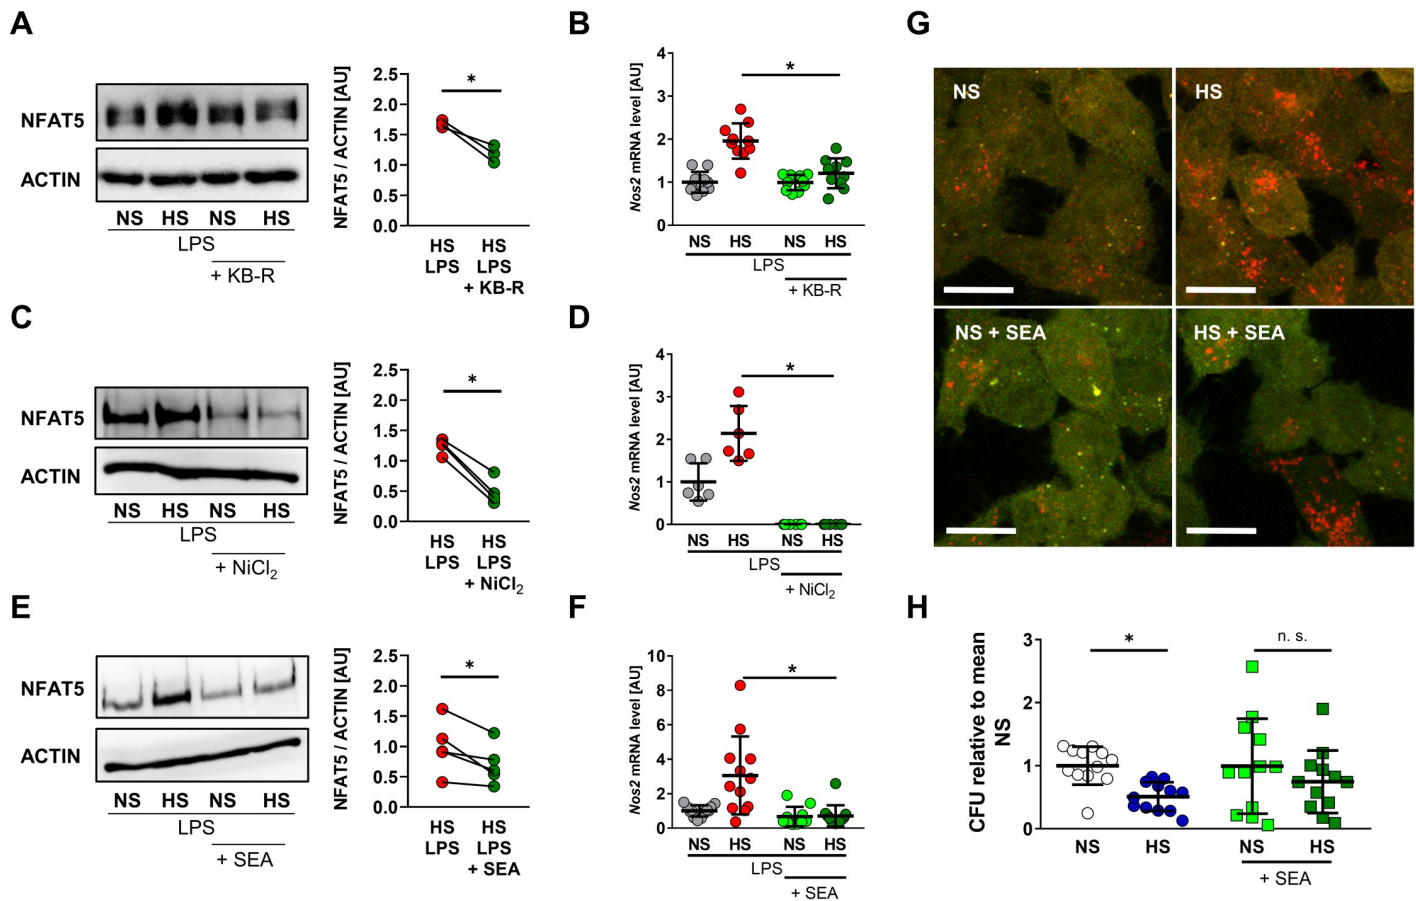 A
NFAT5
ACTIN
NS HS NS HS
LPS
+ KB-R
NFAT5 / ACTIN [AU]
2.5
2.0
1.5
1.0
0.5
0.0
*
HS HS
LPS LPS
+ KB-R
B
Nos2 mRNA level [AU]
4
3
2
1
0
*
NS HS NS HS
LPS
+ KB-R
C
NFAT5
ACTIN
NS HS NS HS
LPS
+ NiCl2
NFAT5 / ACTIN [AU]
2.5
2.0
1.5
1.0
0.5
0.0
*
HS HS
LPS LPS
+ NiCl2
D
Nos2 mRNA level [AU]
4
3
2
1
0
*
NS HS NS HS
LPS
+ NiCl2
E
NFAT5
ACTIN
NS HS NS HS
LPS
+ SEA
NFAT5 / ACTIN [AU]
2.5
2.0
1.5
1.0
0.5
0.0
*
HS HS
LPS LPS
+ SEA
F
Nos2 mRNA level [AU]
10
8
6
4
2
0
*
NS HS NS HS
LPS
+ SEA
G
NS
HS
NS + SEA
HS + SEA
H
CFU relative to mean
NS
3
2
1
0
*
n. s.
NS HS NS HS
+ SEA